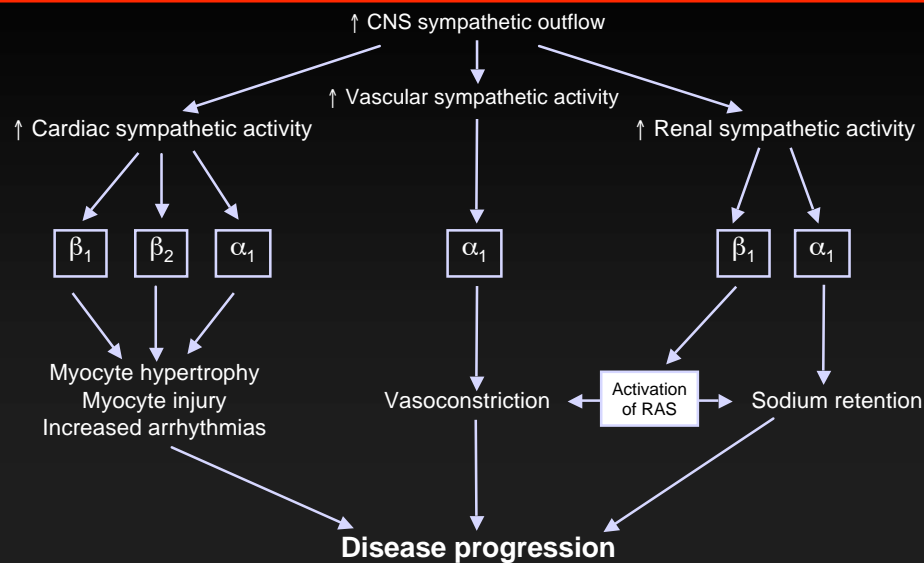 ↑ CNS sympathetic outflow
↑ Vascular sympathetic activity
↑ Cardiac sympathetic activity
↑ Renal sympathetic activity
β1
β2
α1
α1
β1
α1
Myocyte hypertrophy
Myocyte injury
Increased arrhythmias
Vasoconstriction
Activation
of RAS
Sodium retention
Disease progression